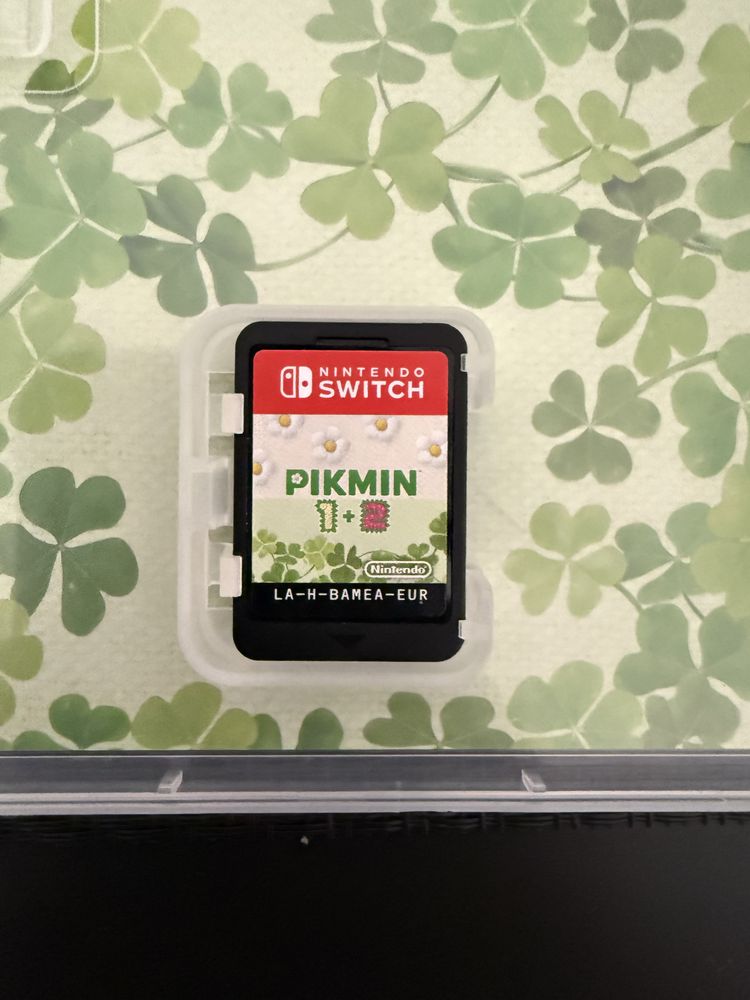 NINTENDO
SWITCH
PIKMIN
1+2
Nintendo
LA-H-BAMEA-EUR